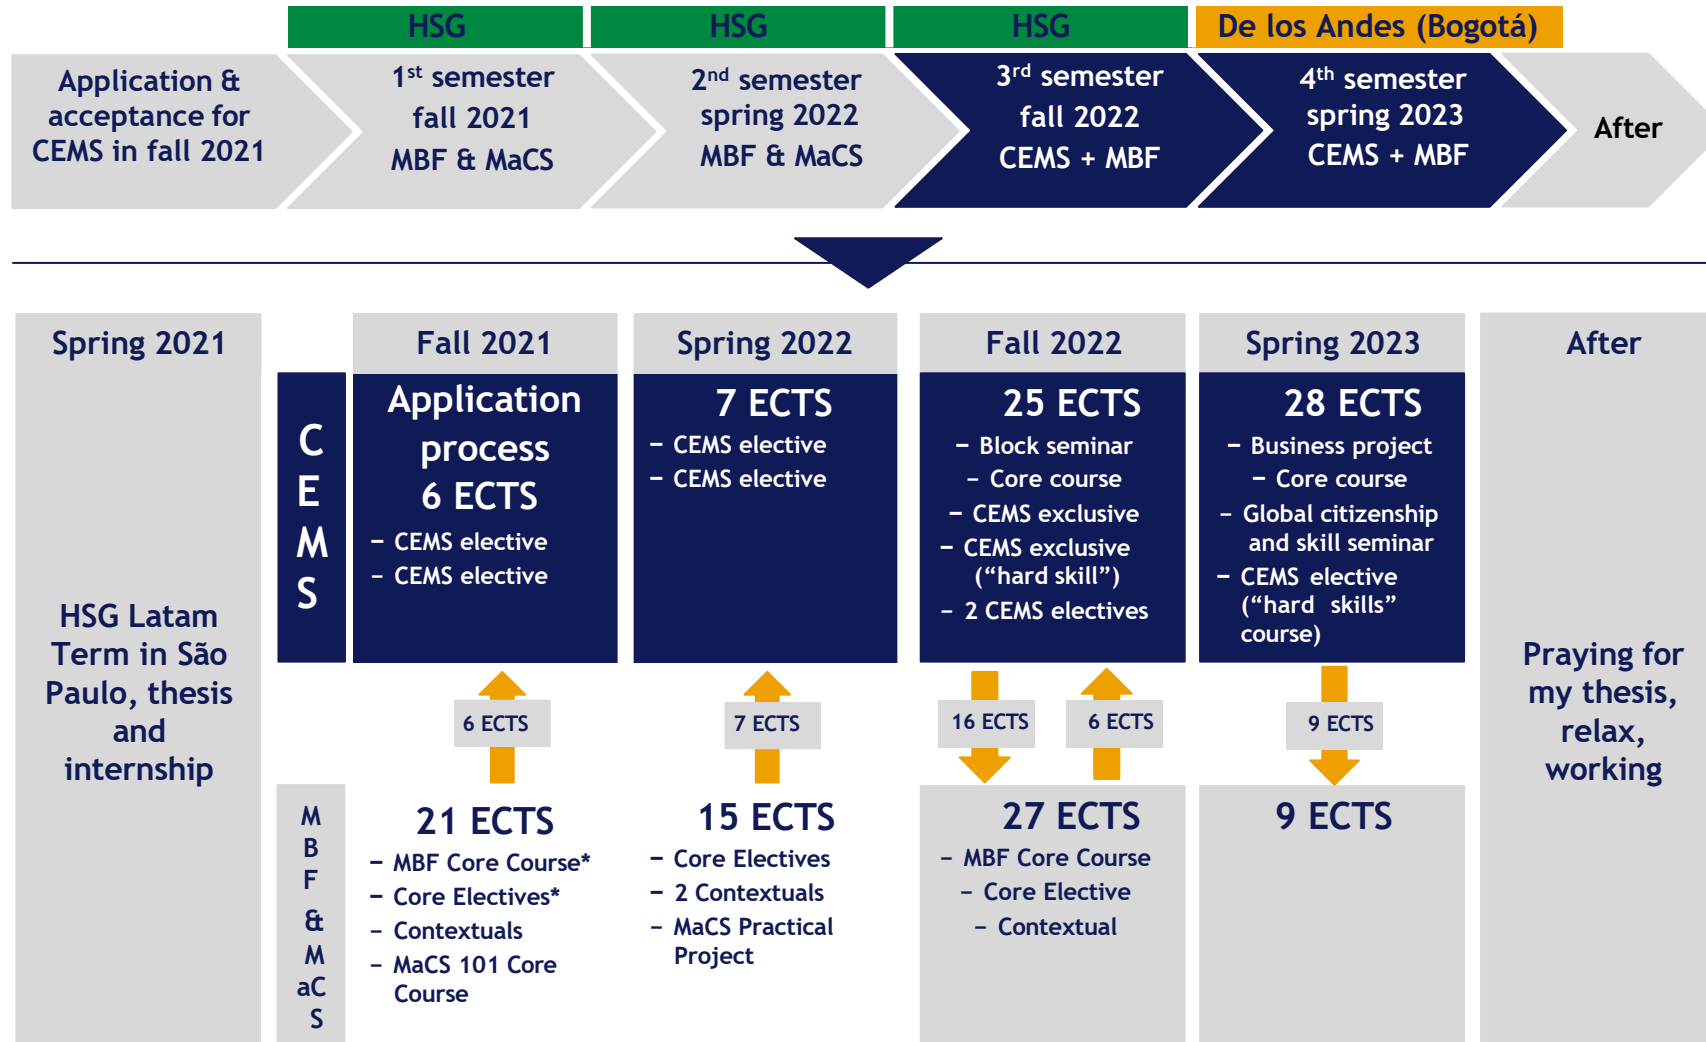 HSG
HSG
HSG
De los Andes (Bogotá)
Application &
acceptance for
CEMS in fall 2021
1st semester
fall 2021
MBF & MaCS
2nd semester
spring 2022
MBF & MaCS
3rd semester
fall 2022
CEMS + MBF
4th semester
spring 2023
CEMS + MBF
After
Spring 2021
HSG Latam
Term in São
Paulo, thesis
and
internship
C
E
M
S
Fall 2021
Application
process
6 ECTS
– CEMS elective
– CEMS elective
Spring 2022
7 ECTS
– CEMS elective
– CEMS elective
Fall 2022
25 ECTS
– Block seminar
– Core course
– CEMS exclusive
– CEMS exclusive
(“hard skill”)
– 2 CEMS electives
Spring 2023
28 ECTS
– Business project
– Core course
– Global citizenship
and skill seminar
– CEMS elective
(“hard skills”
course)
After
Praying for
my thesis,
relax,
working
6 ECTS
7 ECTS
16 ECTS
6 ECTS
9 ECTS
M
B
F
&
M
aC
S
21 ECTS
– MBF Core Course*
– Core Electives*
– Contextuals
– MaCS 101 Core
Course
15 ECTS
– Core Electives
– 2 Contextuals
– MaCS Practical
Project
27 ECTS
– MBF Core Course
– Core Elective
– Contextual
9 ECTS